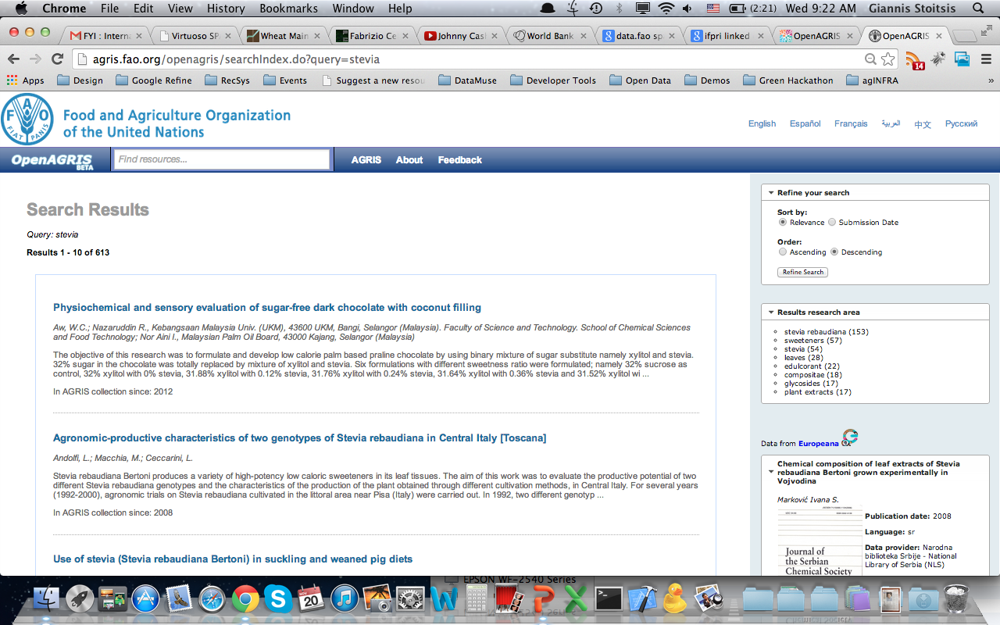 Chrome File Edit View History Bookmarks Window Help (2:21) Wed 9:22 AM Giannis Stoitsis
FYI : Intern Virtuoso SP Wheat Main Fabrizio Ce Johnny Cas World Bank data.fao sp ifpri linked OpenAGRIS OpenAGRIS
agris.fao.org/openagris/searchIndex.do?query=stevia 14
Apps Design Google Refine RecSys Events Suggest a new resou DataMuse Developer Tools Open Data Demos Green Hackathon agINFRA »
F A O
FIAT PANIS
Food and Agriculture Organization
of the United Nations
English Español Français العربية 中文 Русский
OpenAGRIS
BETA
Find resources...
AGRIS About Feedback
Search Results
Query: stevia
Results 1 - 10 of 613
Physiochemical and sensory evaluation of sugar-free dark chocolate with coconut filling
Aw, W.C.; Nazaruddin R., Kebangsaan Malaysia Univ. (UKM), 43600 UKM, Bangi, Selangor (Malaysia). Faculty of Science and Technology. School of Chemical Sciences
and Food Technology; Nor Aini I., Malaysian Palm Oil Board, 43000 Kajang, Selangor (Malaysia)
The objective of this research was to formulate and develop low calorie palm based praline chocolate by using binary mixture of sugar substitute namely xylitol and stevia.
32% sugar in the chocolate was totally replaced by mixture of xylitol and stevia. Six formulations with different sweetness ratio were formulated; namely 32% sucrose as
control, 32% xylitol with 0% stevia, 31.88% xylitol with 0.12% stevia, 31.76% xylitol with 0.24% stevia, 31.64% xylitol with 0.36% stevia and 31.52% xylitol wi ...
In AGRIS collection since: 2012
Agronomic-productive characteristics of two genotypes of Stevia rebaudiana in Central Italy [Toscana]
Andolfi, L.; Macchia, M.; Ceccarini, L.
Stevia rebaudiana Bertoni produces a variety of high-potency low caloric sweeteners in its leaf tissues. The aim of this work was to evaluate the productive potential of two
different Stevia rebaudiana genotypes and the characteristics of the production of the plant obtained through different cultivation methods, in Central Italy. For several years
(1992-2000), agronomic trials on Stevia rebaudiana cultivated in the littoral area near Pisa (Italy) were carried out. In 1992, two different genotyp ...
In AGRIS collection since: 2008
Use of stevia (Stevia rebaudiana Bertoni) in suckling and weaned pig diets
Refine your search
Sort by:
Relevance Submission Date
Order:
Ascending Descending
Refine Search
Results research area
stevia rebaudiana (153)
sweeteners (57)
stevia (54)
leaves (28)
edulcorant (22)
compositae (18)
glycosides (17)
plant extracts (17)
Data from Europeana
Chemical composition of leaf extracts of Stevia
rebaudiana Bertoni grown experimentally in
Vojvodina
Marković Ivana S.
Publication date: 2008
Language: sr
Data provider: Narodna
biblioteka Srbije - National
Library of Serbia (NLS)
Journal of
the Serbian
Chemical Society
EPSON WF-2540 Series
NOV
20